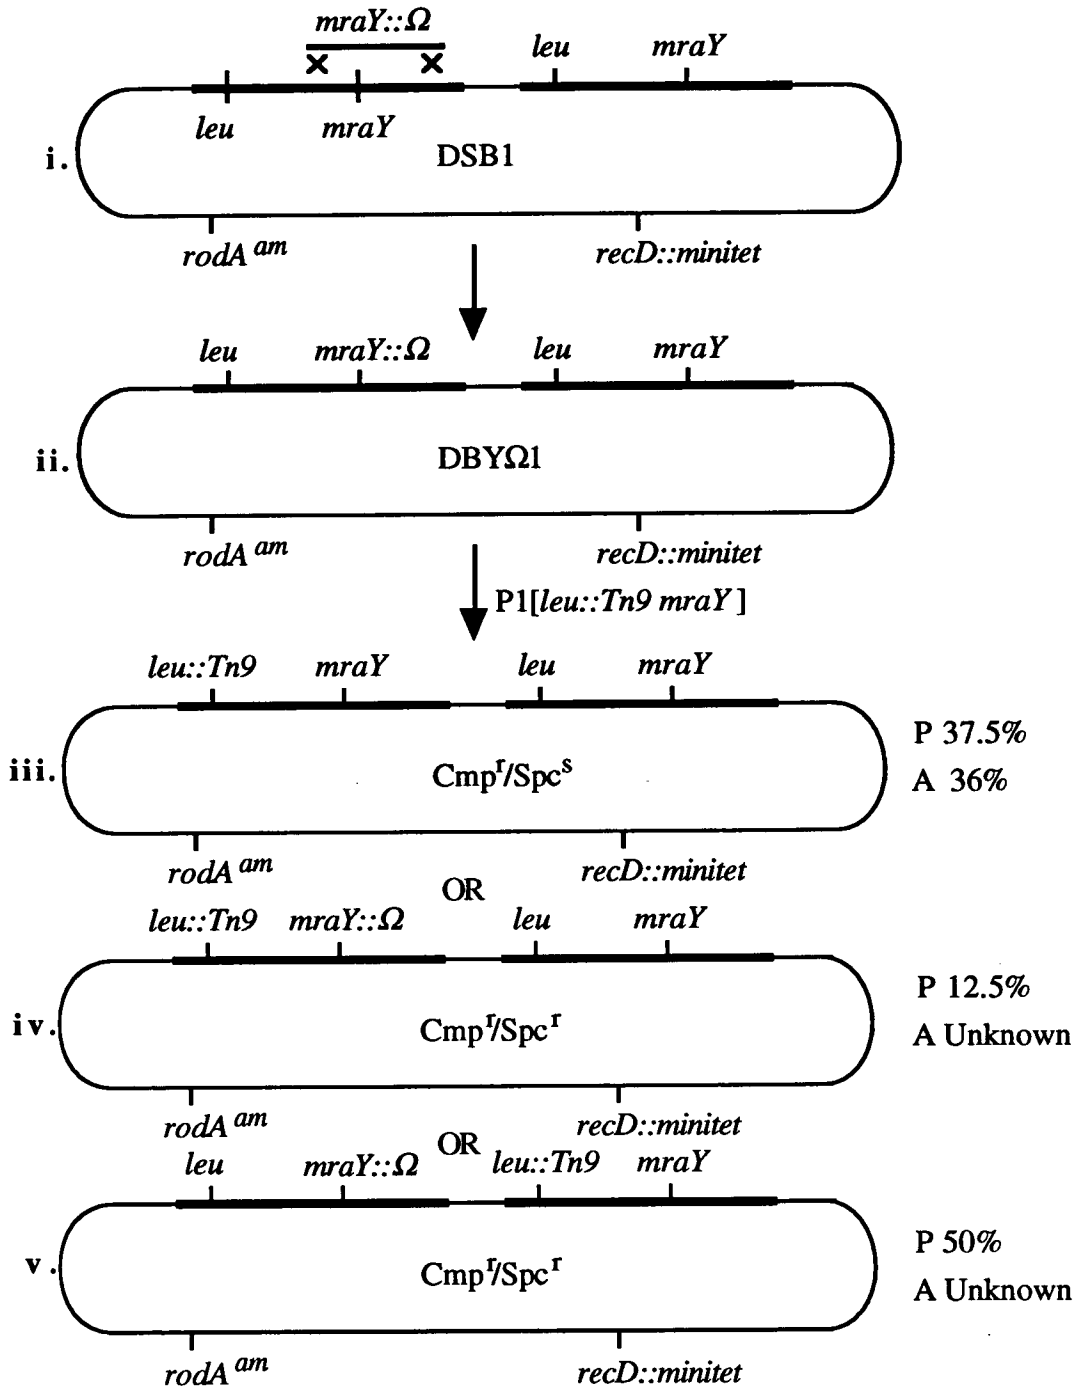 mraY::Ω
leu mraY
leu mraY
i. DSB1
rodA am recD::minitet
leu mraY::Ω leu mraY
ii. DBYΩ1
rodA am recD::minitet
P1[leu::Tn9 mraY]
leu::Tn9 mraY leu mraY
P 37.5%
iii. Cmpr/Spcs
A 36%
rodA am recD::minitet
OR
leu::Tn9 mraY::Ω leu mraY
P 12.5%
iv. Cmpr/Spcr
A Unknown
rodA am recD::minitet
OR
leu mraY::Ω leu::Tn9 mraY
P 50%
v. Cmpr/Spcr
A Unknown
rodA am recD::minitet